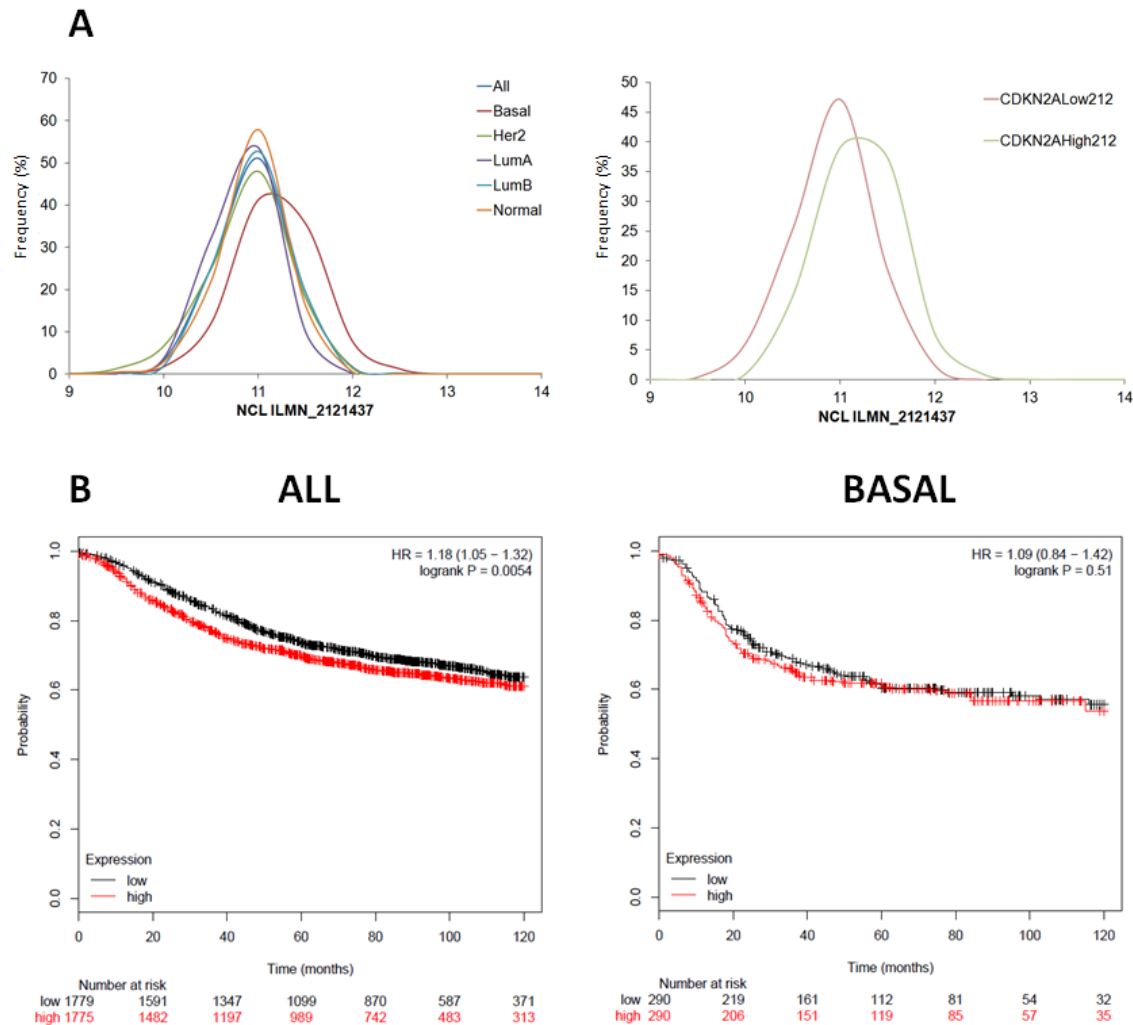 A
70
60
50
40
30
20
10
0
Frequency (%)
9 10 11 12 13 14
NCL ILMN_2121437
All
Basal
Her2
LumA
LumB
Normal
50
45
40
35
30
25
20
15
10
5
0
Frequency (%)
9 10 11 12 13 14
NCL ILMN_2121437
CDKN2ALow212
CDKN2AHigh212
B ALL
1.0
0.8
0.6
0.4
0.2
0.0
Probability
HR = 1.18 (1.05 − 1.32)
logrank P = 0.0054
Expression
low
high
0 20 40 60 80 100 120
Time (months)
Number at risk
low 1779 1591 1347 1099 870 587 371
high 1775 1482 1197 989 742 483 313
BASAL
1.0
0.8
0.6
0.4
0.2
0.0
Probability
HR = 1.09 (0.84 − 1.42)
logrank P = 0.51
Expression
low
high
0 20 40 60 80 100 120
Time (months)
Number at risk
low 290 219 161 112 81 54 32
high 290 206 151 119 85 57 35